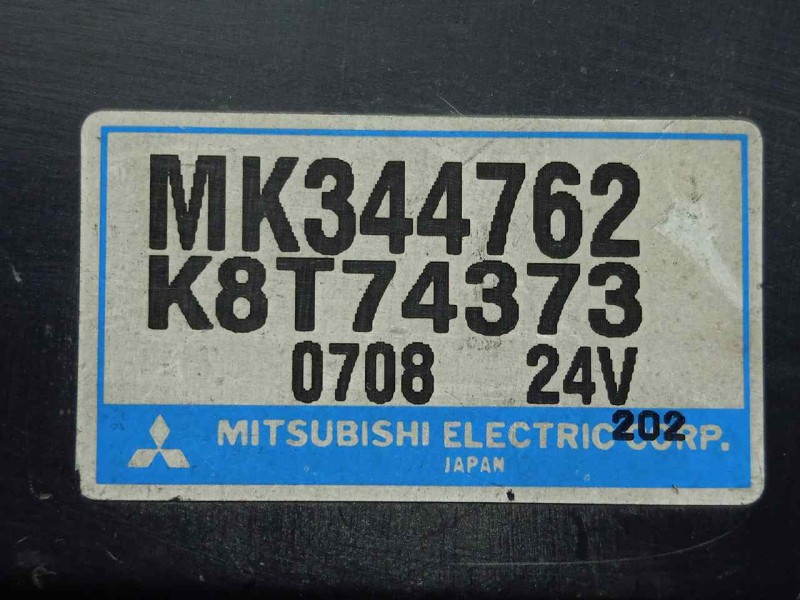 MK344762
K8T74373
0708 24V
202
MITSUBISHI ELECTRIC CORP.
JAPAN